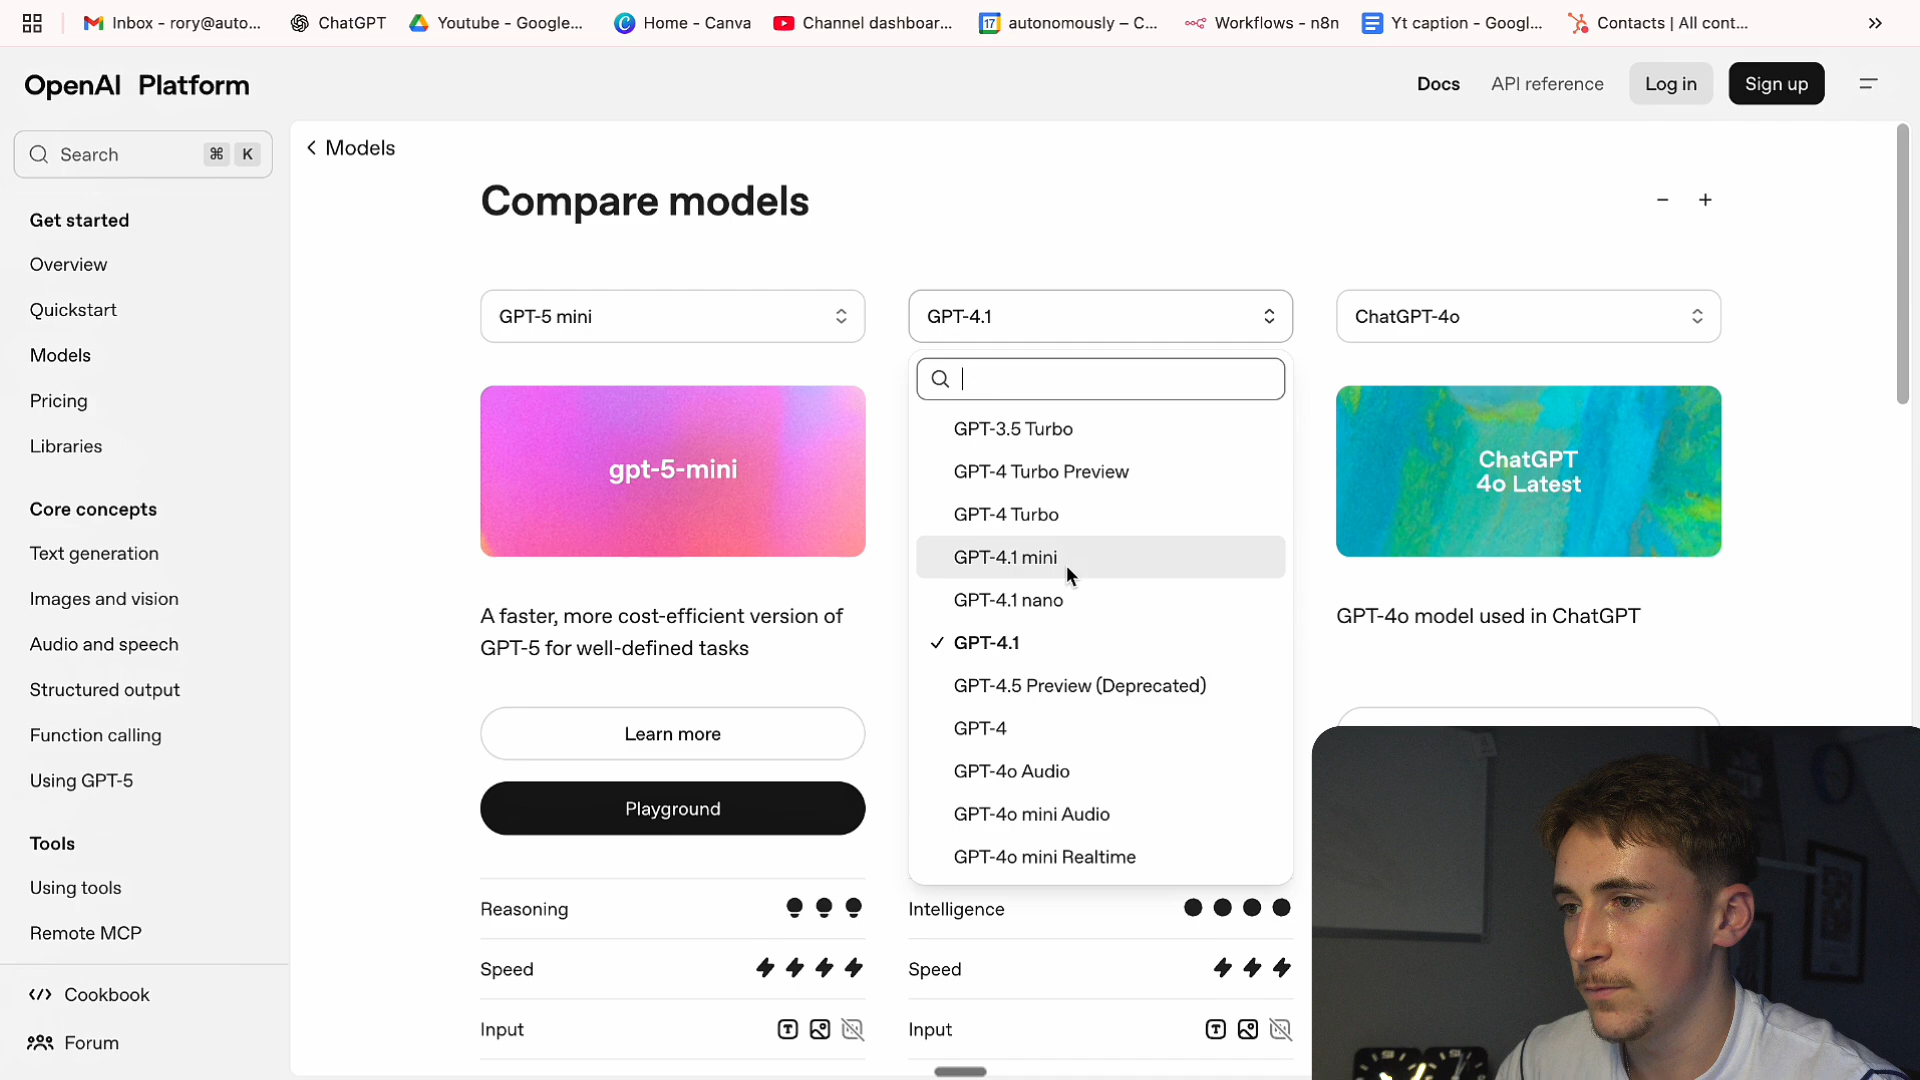 Inbox - rory@auto...
ChatGPT
Youtube - Google...
Home - Canva
Channel dashboar...
17
autonomously – C...
Workflows - n8n
Yt caption - Googl...
Contacts | All cont...
OpenAI Platform
Docs
API reference
Log in
Sign up
Search
⌘ K
Get started
Overview
Quickstart
Models
Pricing
Libraries
Core concepts
Text generation
Images and vision
Audio and speech
Structured output
Function calling
Using GPT-5
Tools
Using tools
Remote MCP
Cookbook
Forum
Models
Compare models
GPT-5 mini
gpt-5-mini
A faster, more cost-efficient version of
GPT-5 for well-defined tasks
Learn more
Playground
Reasoning
Speed
Input
GPT-4.1
GPT-3.5 Turbo
GPT-4 Turbo Preview
GPT-4 Turbo
GPT-4.1 mini
GPT-4.1 nano
GPT-4.1
GPT-4.5 Preview (Deprecated)
GPT-4
GPT-4o Audio
GPT-4o mini Audio
GPT-4o mini Realtime
Intelligence
Speed
Input
ChatGPT-4o
ChatGPT
4o Latest
GPT-4o model used in ChatGPT